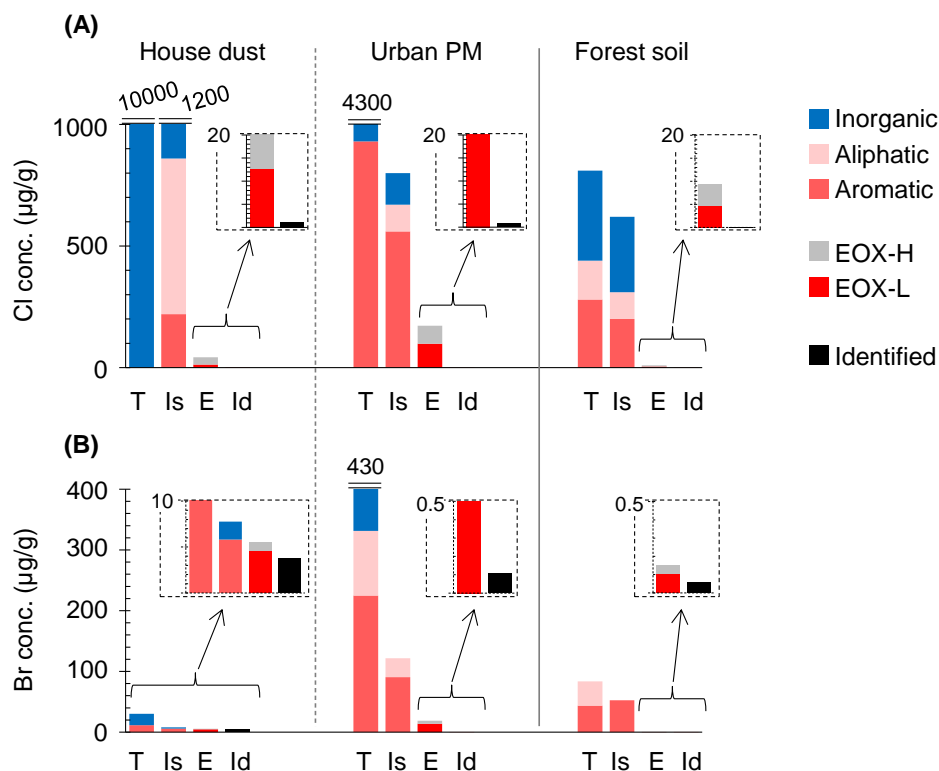 (A)
House dust Urban PM Forest soil
10000 1200 4300
1000 20 20 20
500
0
Cl conc. (µg/g)
T Is E Id T Is E Id T Is E Id
Inorganic
Aliphatic
Aromatic
EOX-H
EOX-L
Identified
(B)
430
400 10 0.5 0.5
300
200
100
0
Br conc. (µg/g)
T Is E Id T Is E Id T Is E Id